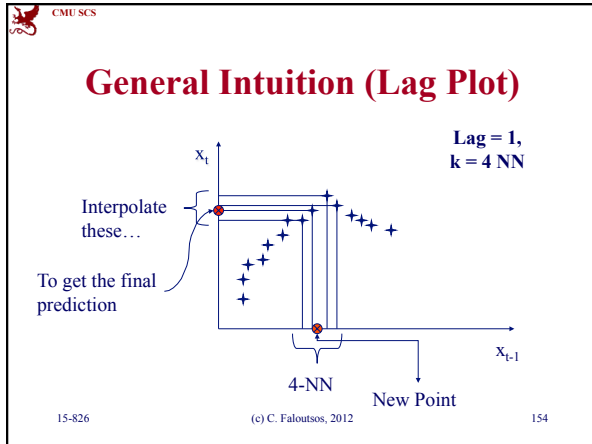 CMU SCS
General Intuition (Lag Plot)
Lag = 1,
k = 4 NN
xt
Interpolate
these…
To get the final
prediction
xt-1
4-NN
New Point
15-826
(c) C. Faloutsos, 2012
154